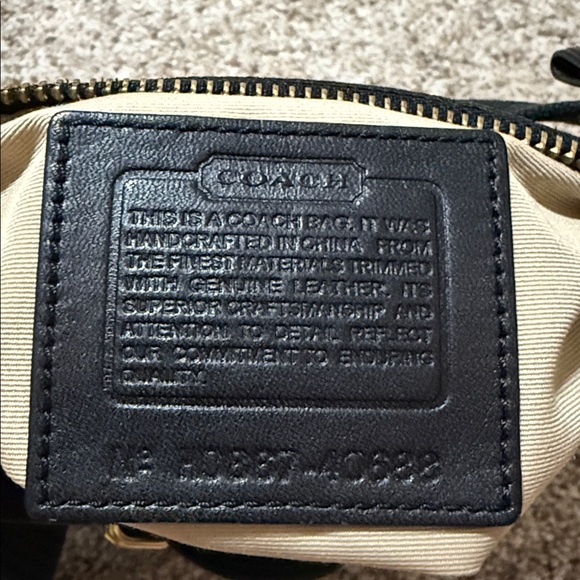 COACH
THIS IS A COACH BAG. IT WAS
HANDCRAFTED IN CHINA FROM
THE FINEST MATERIALS TRIMMED
WITH GENUINE LEATHER. ITS
SUPERIOR CRAFTSMANSHIP AND
ATTENTION TO DETAIL REFLECT
OUR COMMITMENT TO ENDURING
QUALITY.
Nº